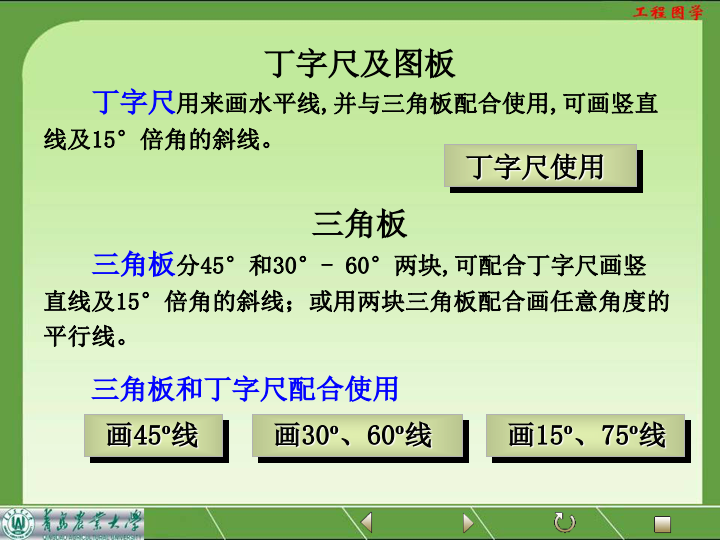 工程图学
丁字尺及图板
丁字尺用来画水平线,并与三角板配合使用,可画竖直
线及15°倍角的斜线。
丁字尺使用
三角板
三角板分45°和30°- 60°两块,可配合丁字尺画竖
直线及15°倍角的斜线；或用两块三角板配合画任意角度的
平行线。
三角板和丁字尺配合使用
画45º线
画30º、60º线
画15º、75º线
青岛农业大学